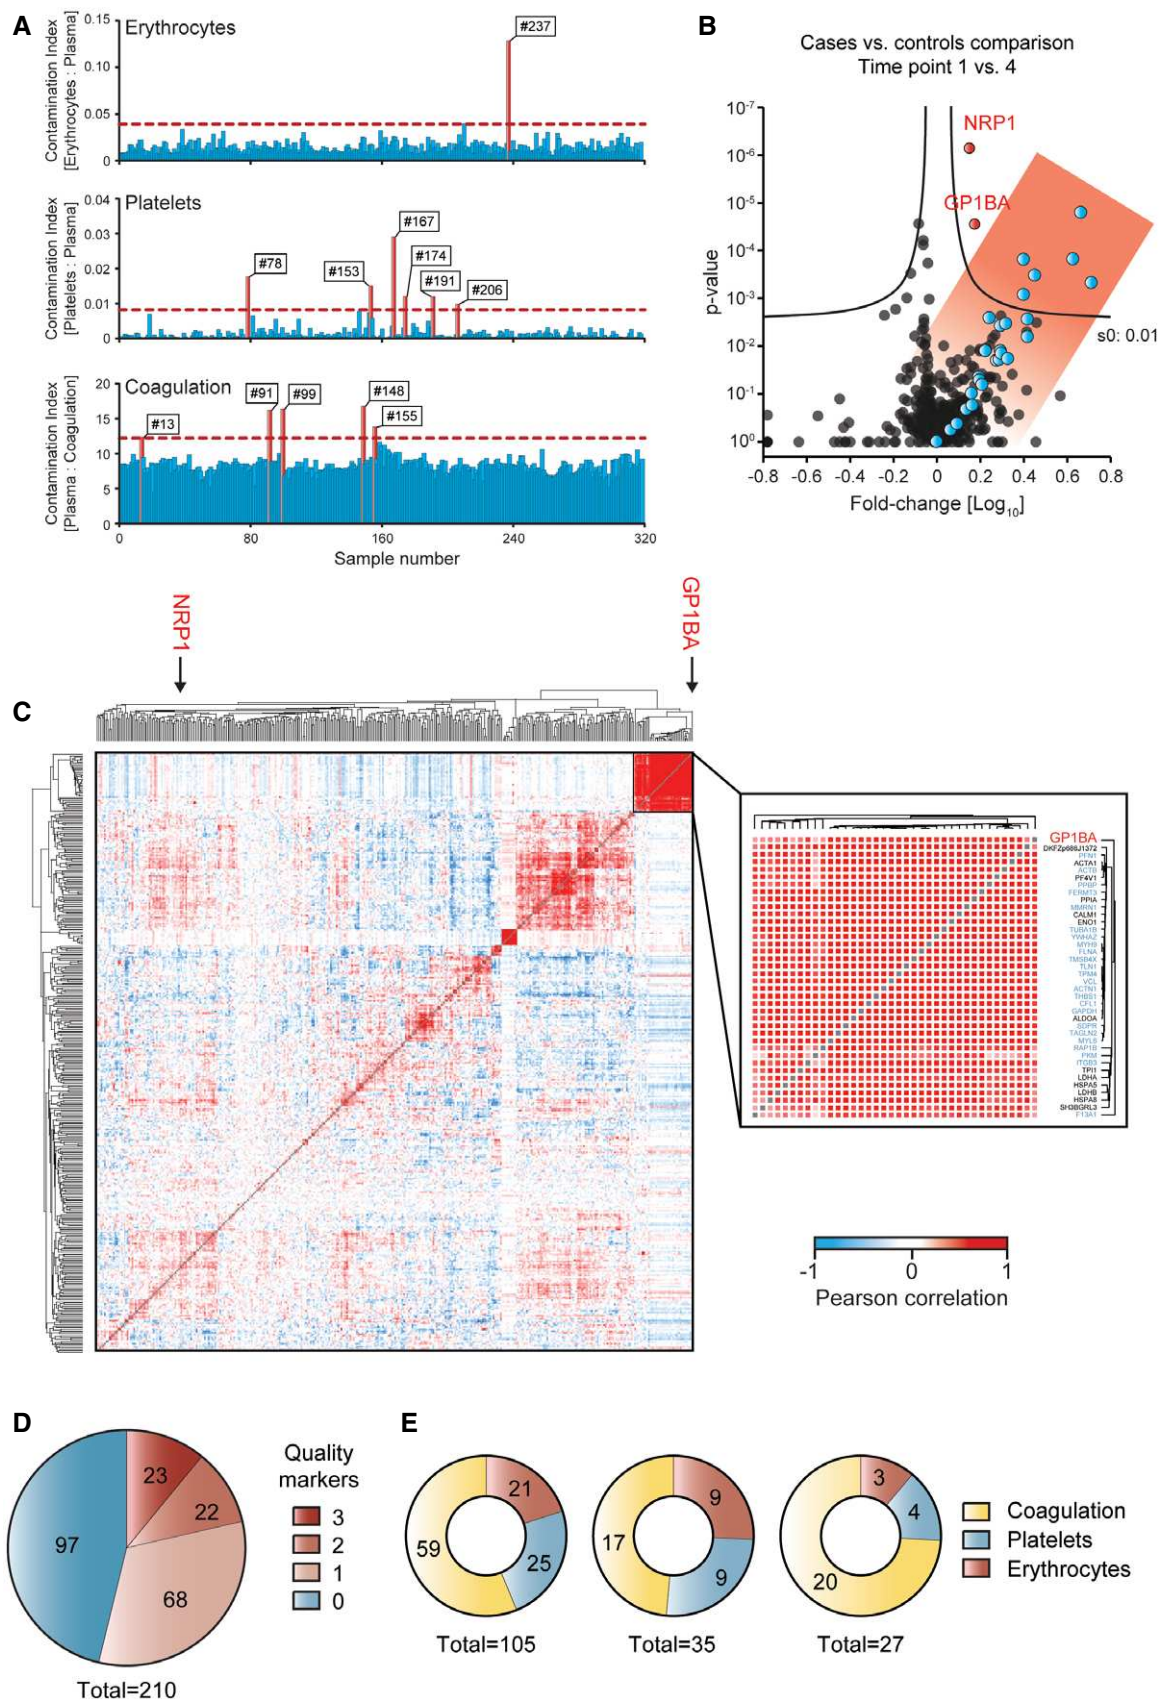 A
Contamination Index
[Erythrocytes : Plasma]
0.15
0.10
0.05
0
Erythrocytes
#237
Contamination Index
[Platelets : Plasma]
0.04
0.03
0.02
0.01
0
Platelets
#78
#153
#167
#174
#191
#206
Contamination Index
[Plasma : Coagulation]
20
15
10
5
0
Coagulation
#13
#91
#99
#148
#155
0
80
160
240
320
Sample number
B
Cases vs. controls comparison
Time point 1 vs. 4
p-value
10-7
10-6
10-5
10-4
10-3
10-2
10-1
100
NRP1
GP1BA
s0: 0.01
-0.8
-0.6
-0.4
-0.2
0
0.2
0.4
0.6
0.8
Fold-change [Log10]
C
NRP1
GP1BA
GP1BA
DKFZp686J1372
PFN1
ACTA1
ACTB
PF4V1
PPBP
FERMT3
PPIA
MMRN1
CALM1
ENO1
TUBA1B
YWHAZ
MYH9
FLNA
TMSB4X
TLN1
TPM4
VCL
ACTN1
THBS1
CFL1
GAPDH
ALDOA
SDPR
TAGLN2
MYL6
RAP1B
PKM
ITGB3
TPI1
LDHA
HSPA5
LDHB
HSPA8
SH3BGRL3
F13A1
-1
0
1
Pearson correlation
D
23
22
68
97
Total=210
Quality
markers
3
2
1
0
E
21
25
59
Total=105
9
9
17
Total=35
3
4
20
Total=27
Coagulation
Platelets
Erythrocytes